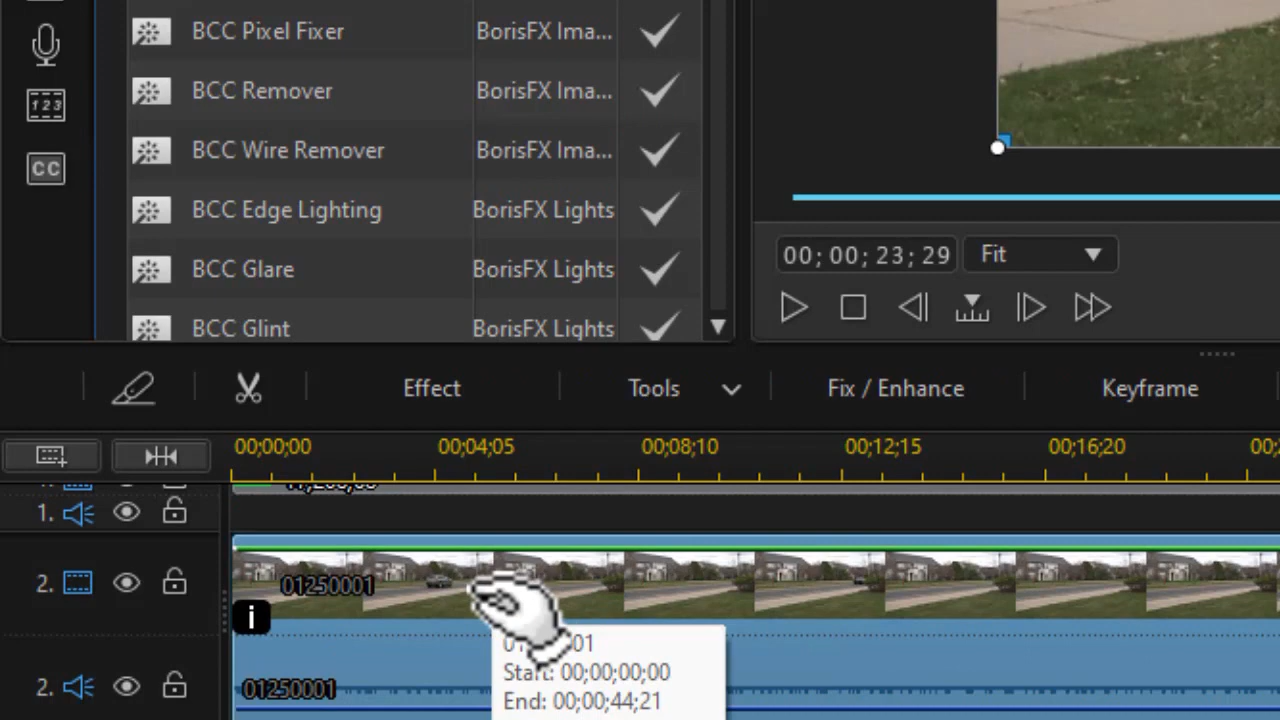 BCC Pixel Fixer BorisFX Ima...
BCC Remover BorisFX Ima...
BCC Wire Remover BorisFX Ima...
BCC Edge Lighting BorisFX Lights
BCC Glare BorisFX Lights
BCC Glint BorisFX Lights
123
CC
00; 00; 23; 29 Fit
Effect Tools Fix / Enhance Keyframe
00;00;00 00;04;05 00;08;10 00;12;15 00;16;20
1.
2. 01250001
i
Start: 00;00;00;00
2. 01250001 End: 00;00;44;21